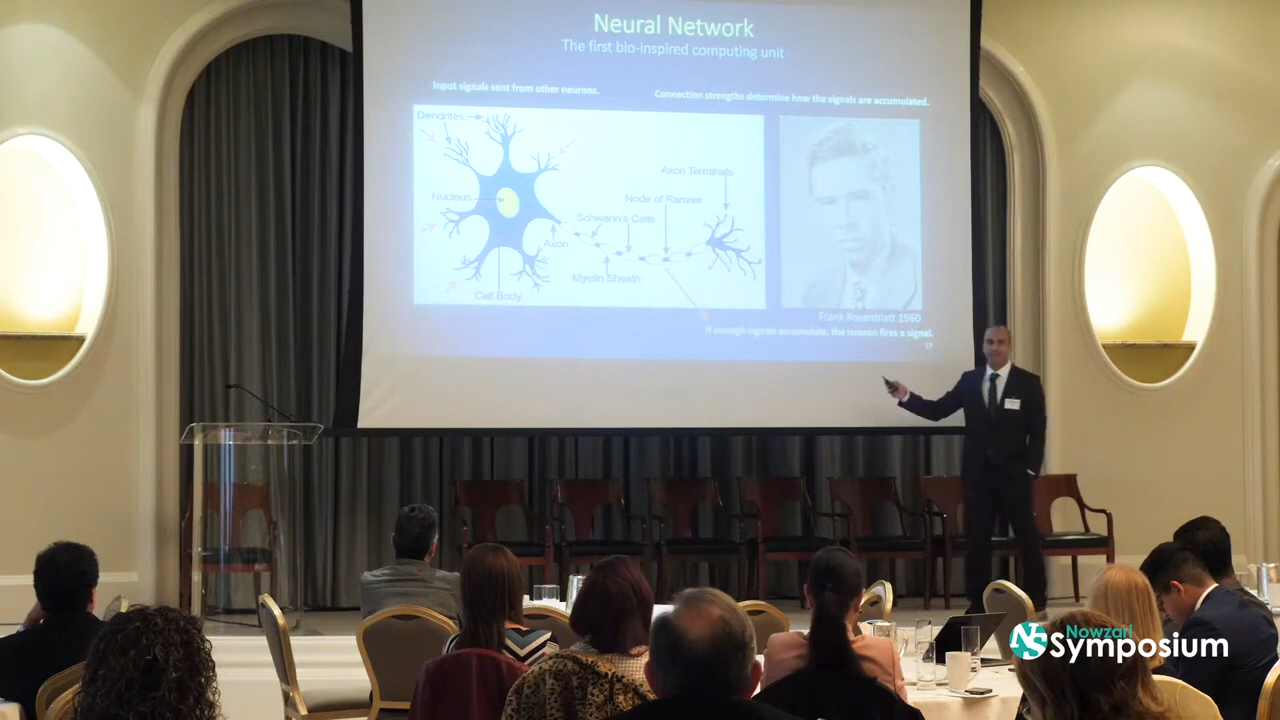 Neural Network
The first bio-inspired computing unit
Input signals sent from other neurons.
Connection strengths determine how the signals are accumulated.
Dendrites
Nucleus
Axon Terminals
Node of Ranvier
Schwann's Cells
Axon
Myelin Sheath
Cell Body
Frank Rosenblatt 1960
If enough signals accumulate, the neuron fires a signal.
17
NS
Nowzari
Symposium